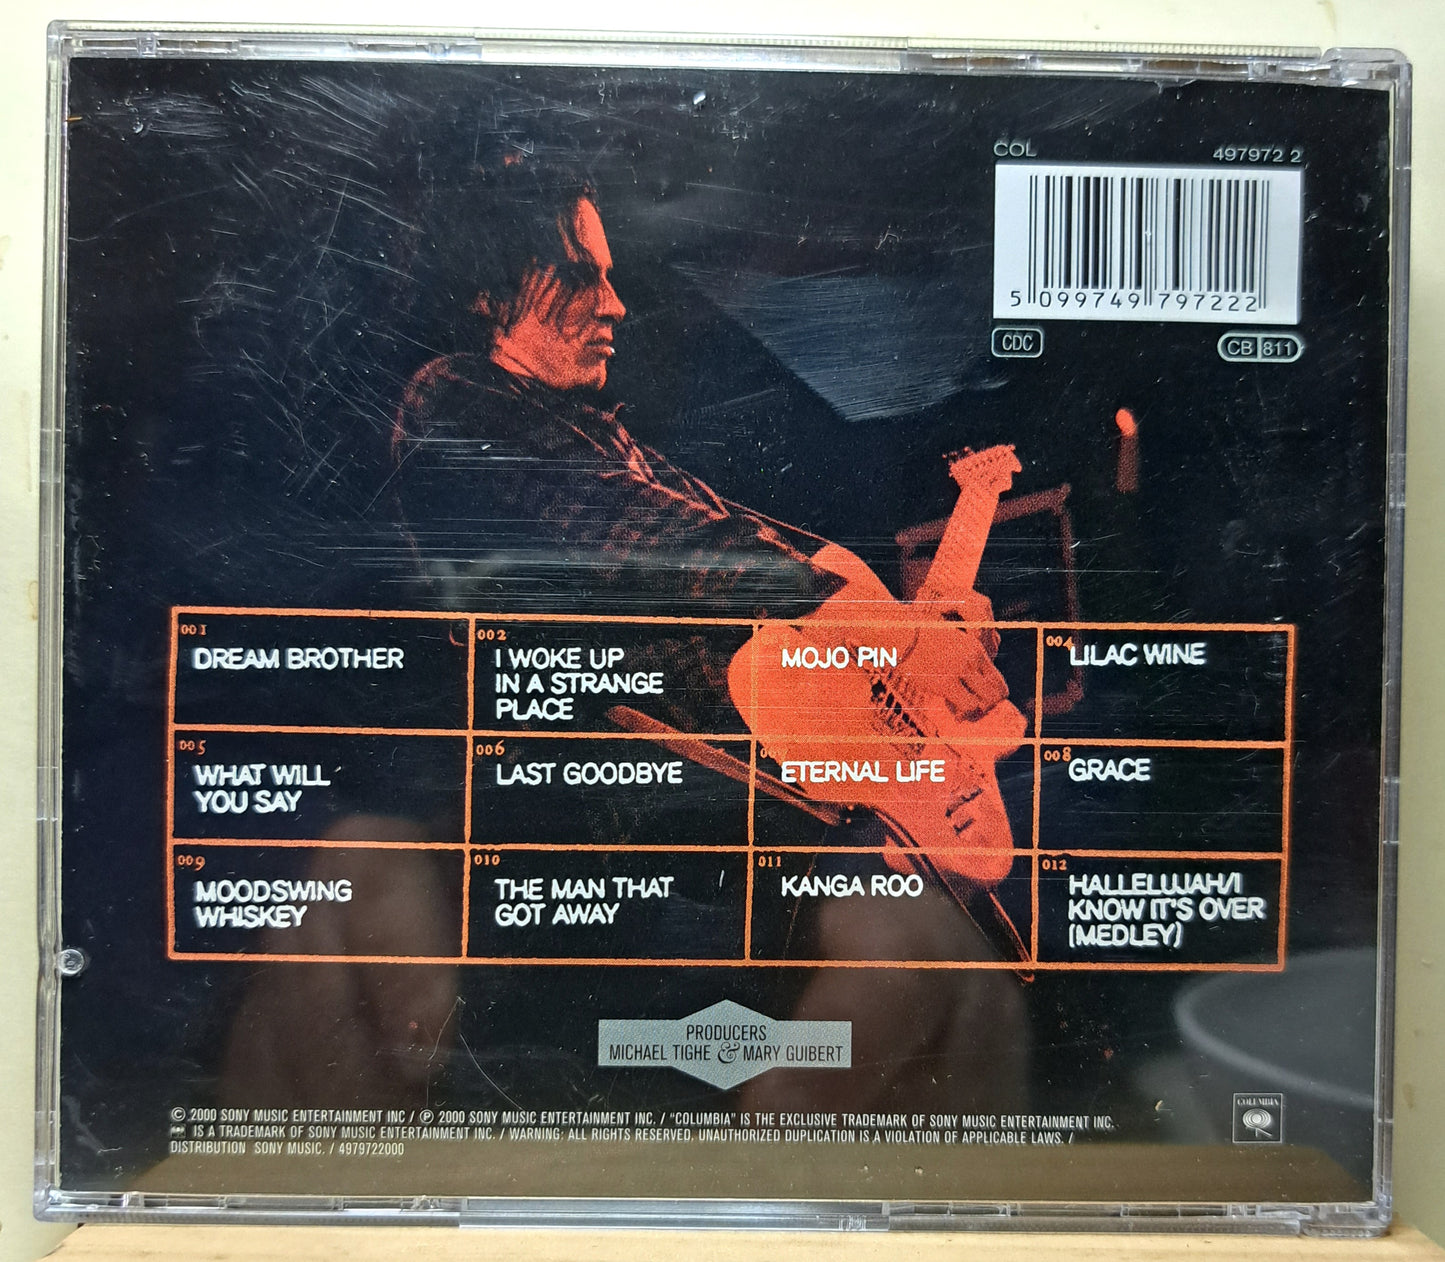 COL 497972 2
5 099749 797222
CDC CB 811
001 DREAM BROTHER
002 I WOKE UP
IN A STRANGE
PLACE
MOJO PIN
004 LILAC WINE
005 WHAT WILL
YOU SAY
006 LAST GOODBYE
ETERNAL LIFE
008 GRACE
009 MOODSWING
WHISKEY
010 THE MAN THAT
GOT AWAY
011 KANGA ROO
012 HALLELUJAH/I
KNOW IT'S OVER
(MEDLEY)
PRODUCERS
MICHAEL TIGHE & MARY GUIBERT
© 2000 SONY MUSIC ENTERTAINMENT INC / ℗ 2000 SONY MUSIC ENTERTAINMENT INC. / "COLUMBIA" IS THE EXCLUSIVE TRADEMARK OF SONY MUSIC ENTERTAINMENT INC.
IS A TRADEMARK OF SONY MUSIC ENTERTAINMENT INC. / WARNING: ALL RIGHTS RESERVED. UNAUTHORIZED DUPLICATION IS A VIOLATION OF APPLICABLE LAWS. /
DISTRIBUTION SONY MUSIC. / 4979722000
COLUMBIA